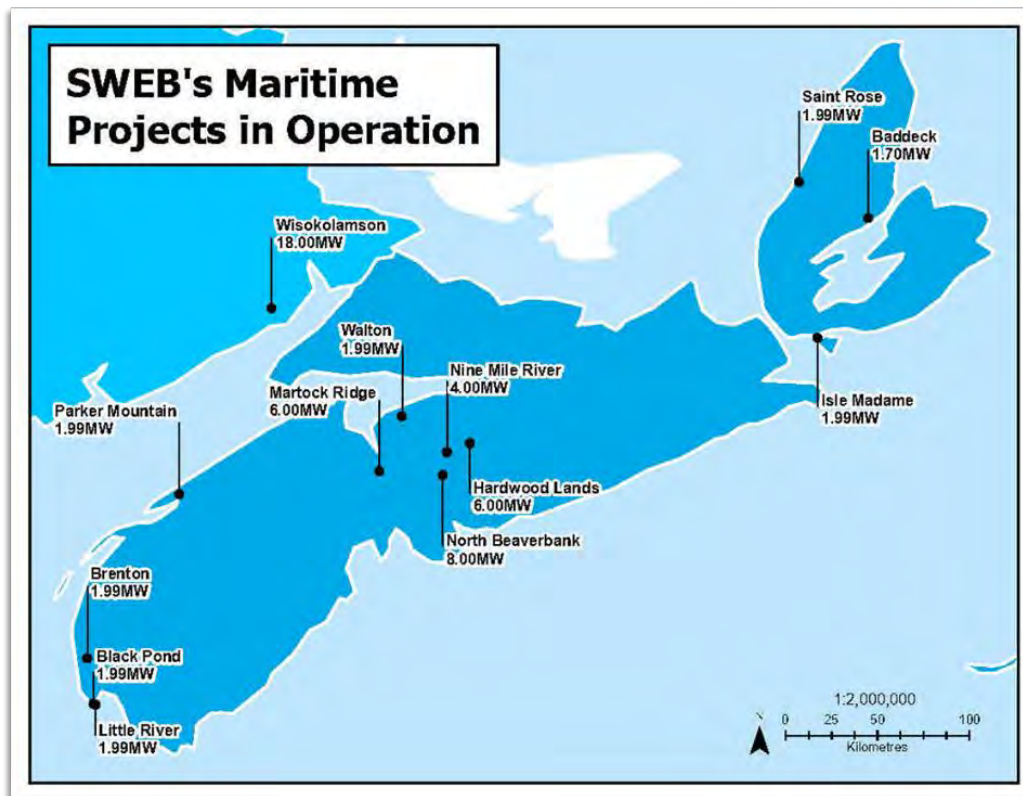 SWEB's Maritime
Projects in Operation
Saint Rose
1.99MW
Baddeck
1.70MW
Wisokolamson
18.00MW
Walton
1.99MW
Nine Mile River
4.00MW
Martock Ridge
6.00MW
Parker Mountain
1.99MW
Isle Madame
1.99MW
Hardwood Lands
6.00MW
North Beaverbank
8.00MW
Brenton
1.99MW
Black Pond
1.99MW
Little River
1.99MW
1:2,000,000
N
0 25 50 100
Kilometres